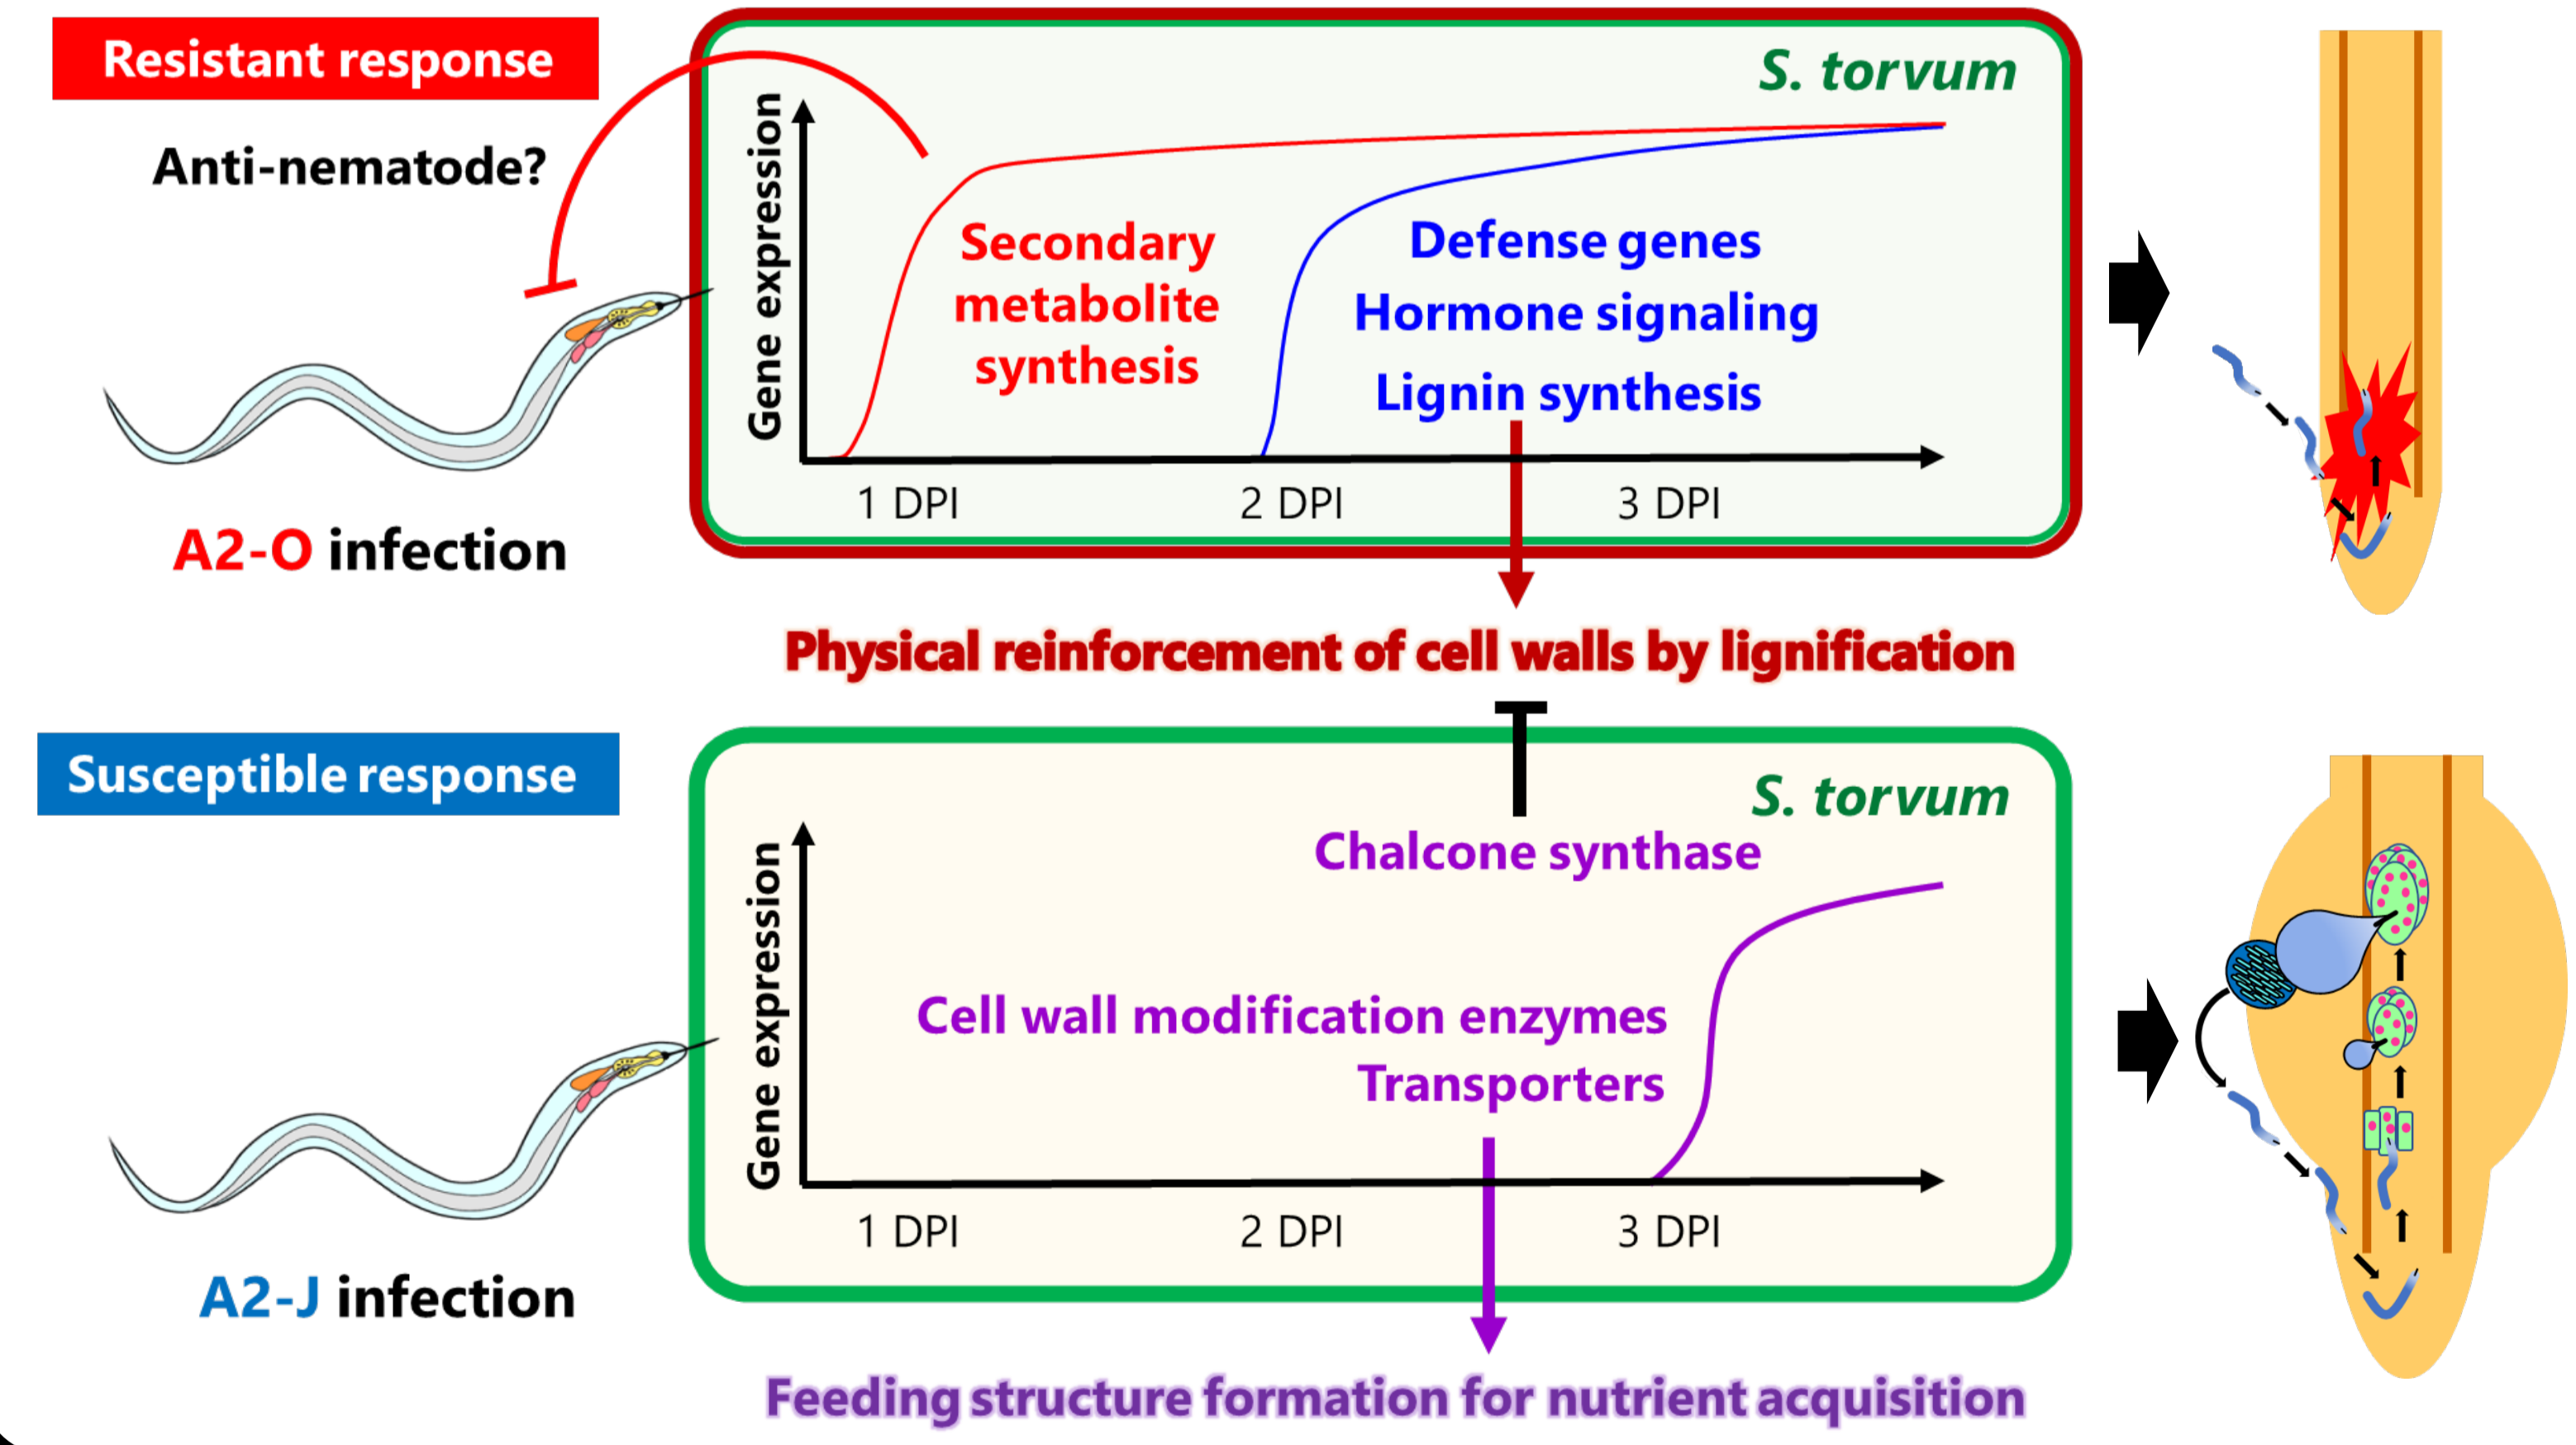 Resistant response
Anti-nematode?
A2-O infection
S. torvum
Gene expression
Secondary
metabolite
synthesis
Defense genes
Hormone signaling
Lignin synthesis
1 DPI
2 DPI
3 DPI
Physical reinforcement of cell walls by lignification
Susceptible response
A2-J infection
S. torvum
Gene expression
Chalcone synthase
Cell wall modification enzymes
Transporters
1 DPI
2 DPI
3 DPI
Feeding structure formation for nutrient acquisition